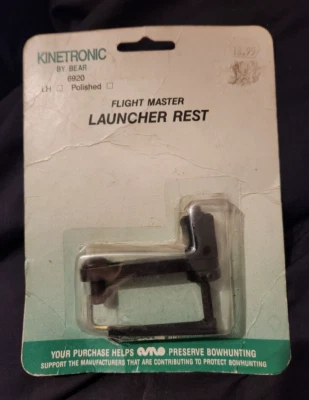 KINETRONIC
BY BEAR
6920
LH ☐ Polished ☐
FLIGHT MASTER
LAUNCHER REST
YOUR PURCHASE HELPS PRESERVE BOWHUNTING
SUPPORT THE MANUFACTURERS THAT ARE CONTRIBUTING TO PROTECT BOWHUNTING